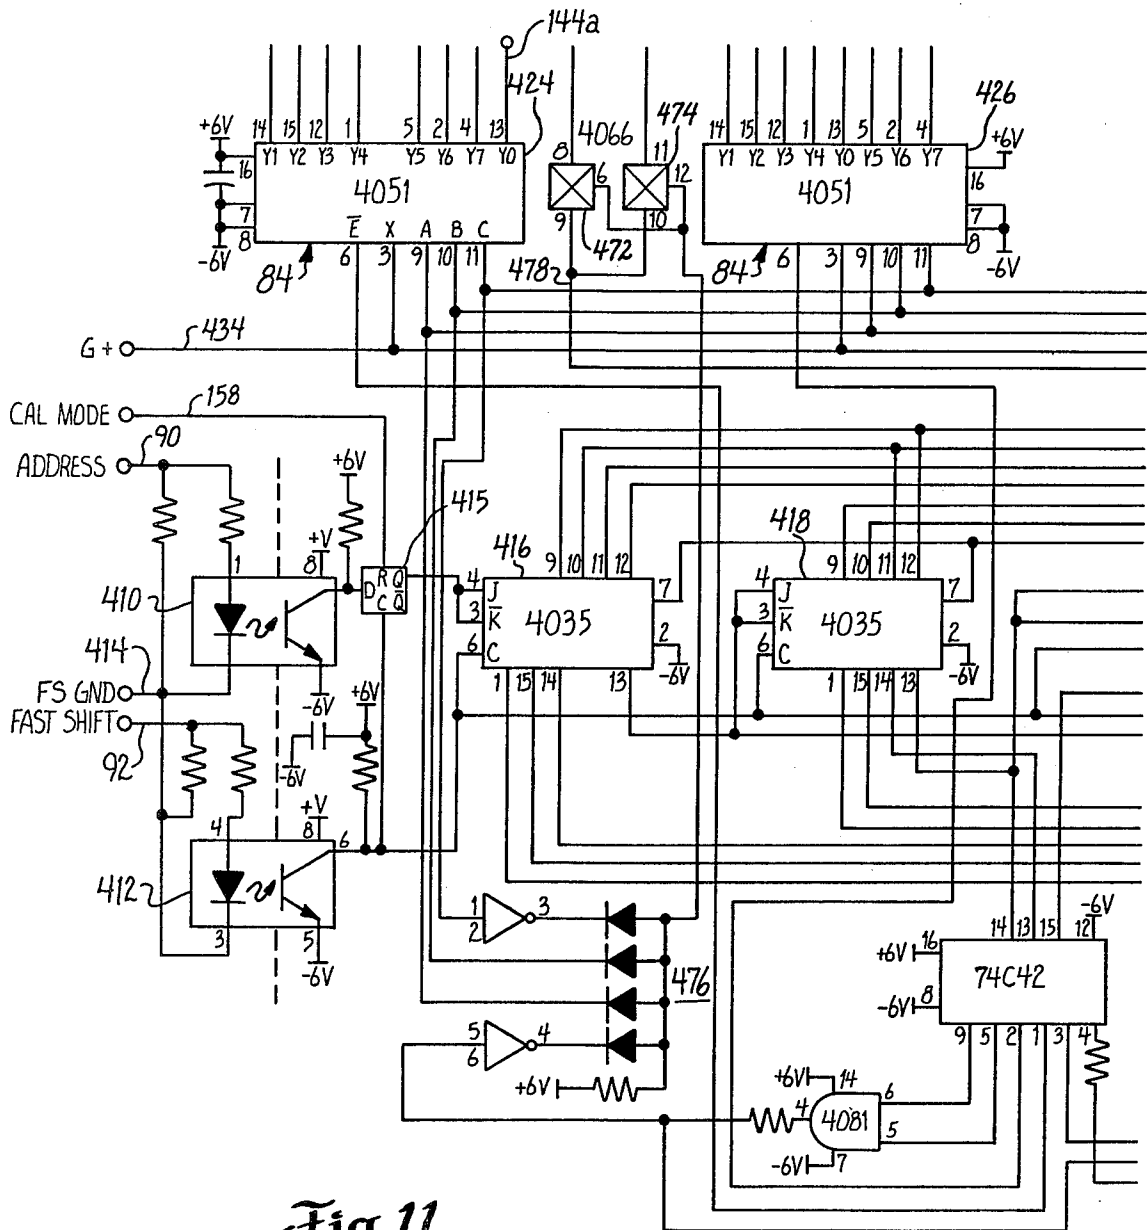 144a
424
14 15 12 1 5 2 4 13
+6V
Y1 Y2 Y3 Y4 Y5 Y6 Y7 Y0
16
4051
7
8
-6V
E̅ X A B C
6 3 9 10 11
84
4066
474
8
6
11
12
9
10
472
478
426
14 15 12 1 13 5 2 4
Y1 Y2 Y3 Y4 Y0 Y5 Y6 Y7
+6V
16
4051
7
8
-6V
6 3 9 10 11
84
G+
434
CAL MODE
158
ADDRESS
90
+6V
415
+V
1
8
410
D R Q
C Q̅
414
FS GND
-6V
FAST SHIFT
92
+6V
-6V
+V
4
8
6
412
3
5
-6V
416
9 10 11 12
4 J
3 K̅
6 C
4035
7
2
-6V
1 15 14 13
418
9 10 11 12
4 J
3 K̅
6 C
4035
7
2
-6V
1 15 14 13
1
2
3
476
5
6
4
+6V
14 13 15 12
-6V
+6V 16
74C42
-6V 8
9 5 2 1 3 4
+6V 14
4 4081
6
5
-6V 7
Fig 11